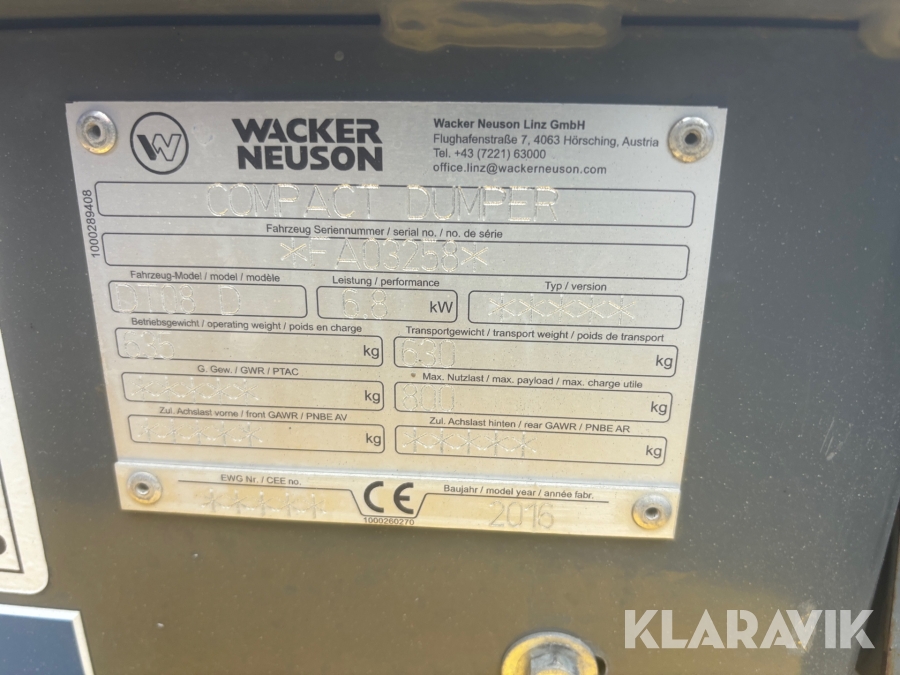 WACKER
NEUSON
Wacker Neuson Linz GmbH
Flughafenstraße 7, 4063 Hörsching, Austria
Tel. +43 (7221) 63000
office.linz@wackerneuson.com
1000289408
COMPACT DUMPER
Fahrzeug Seriennummer / serial no. / no. de série
*FA03258*
Fahrzeug-Model / model / modèle
Leistung / performance
Typ / version
DT08 D
6.8 kW
*****
Betriebsgewicht / operating weight / poids en charge
Transportgewicht / transport weight / poids de transport
kg
630 kg
G. Gew. / GWR / PTAC
* Max. Nutzlast / max. payload / max. charge utile
***** kg
800 kg
Zul. Achslast vorne / front GAWR / PNBE AV
Zul. Achslast hinten / rear GAWR / PNBE AR
***** kg
***** kg
EWG Nr. / CEE no.
Baujahr / model year / année fabr.
*****
CE
2016
1000260270
KLARAVIK